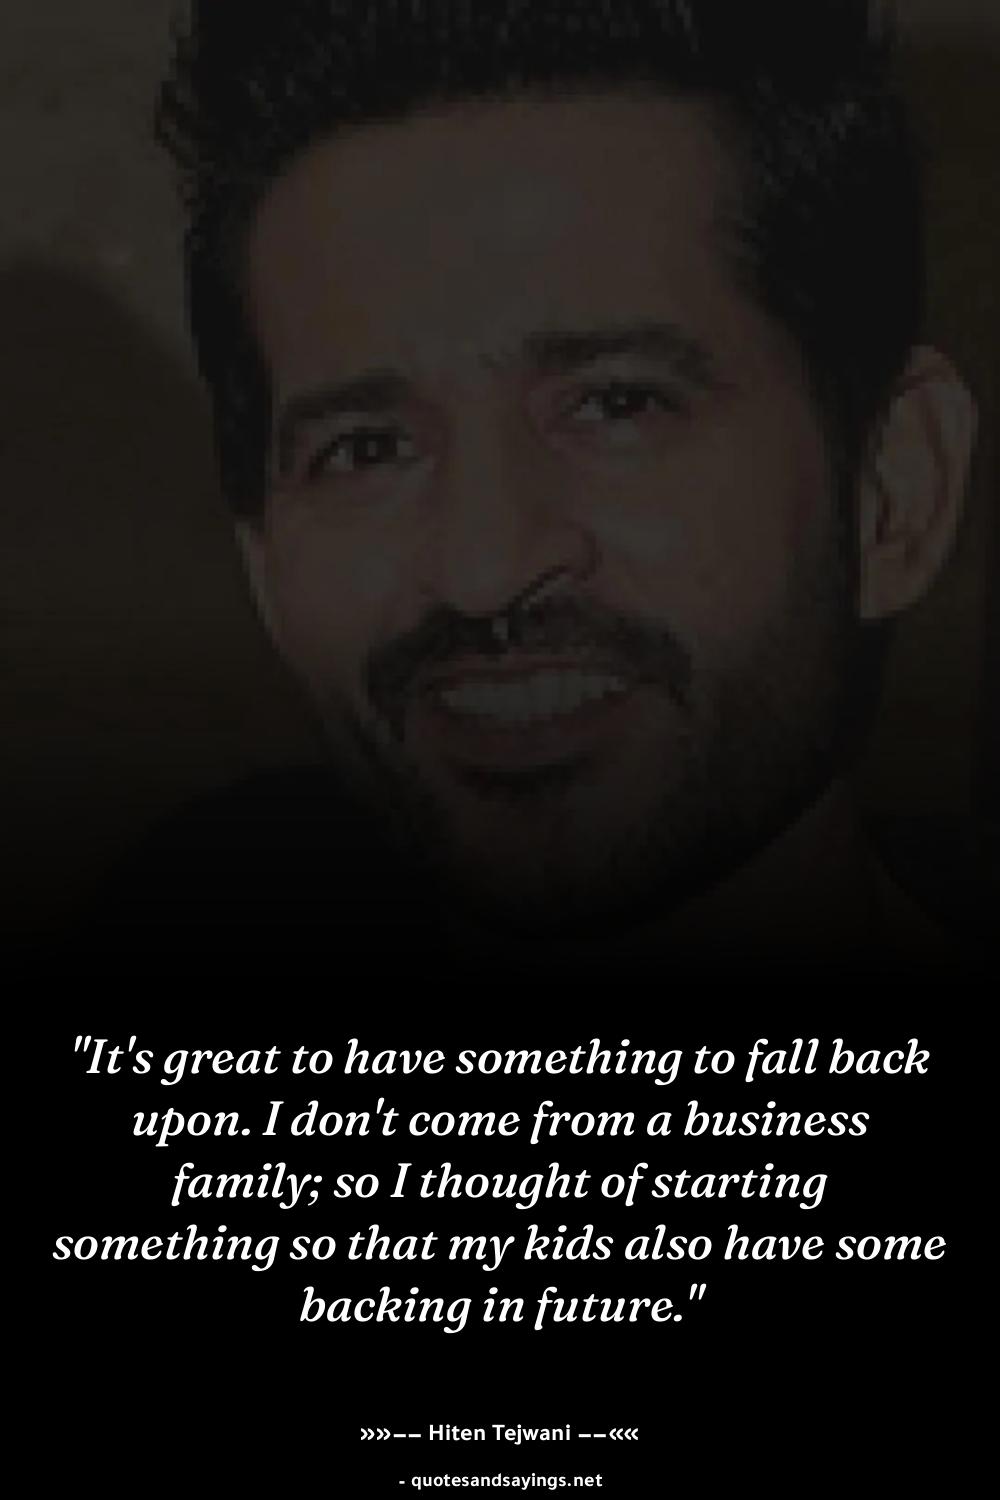 "It's great to have something to fall back
upon. I don't come from a business
family; so I thought of starting
something so that my kids also have some
backing in future."
»»−− Hiten Tejwani −−««
- quotesandsayings.net